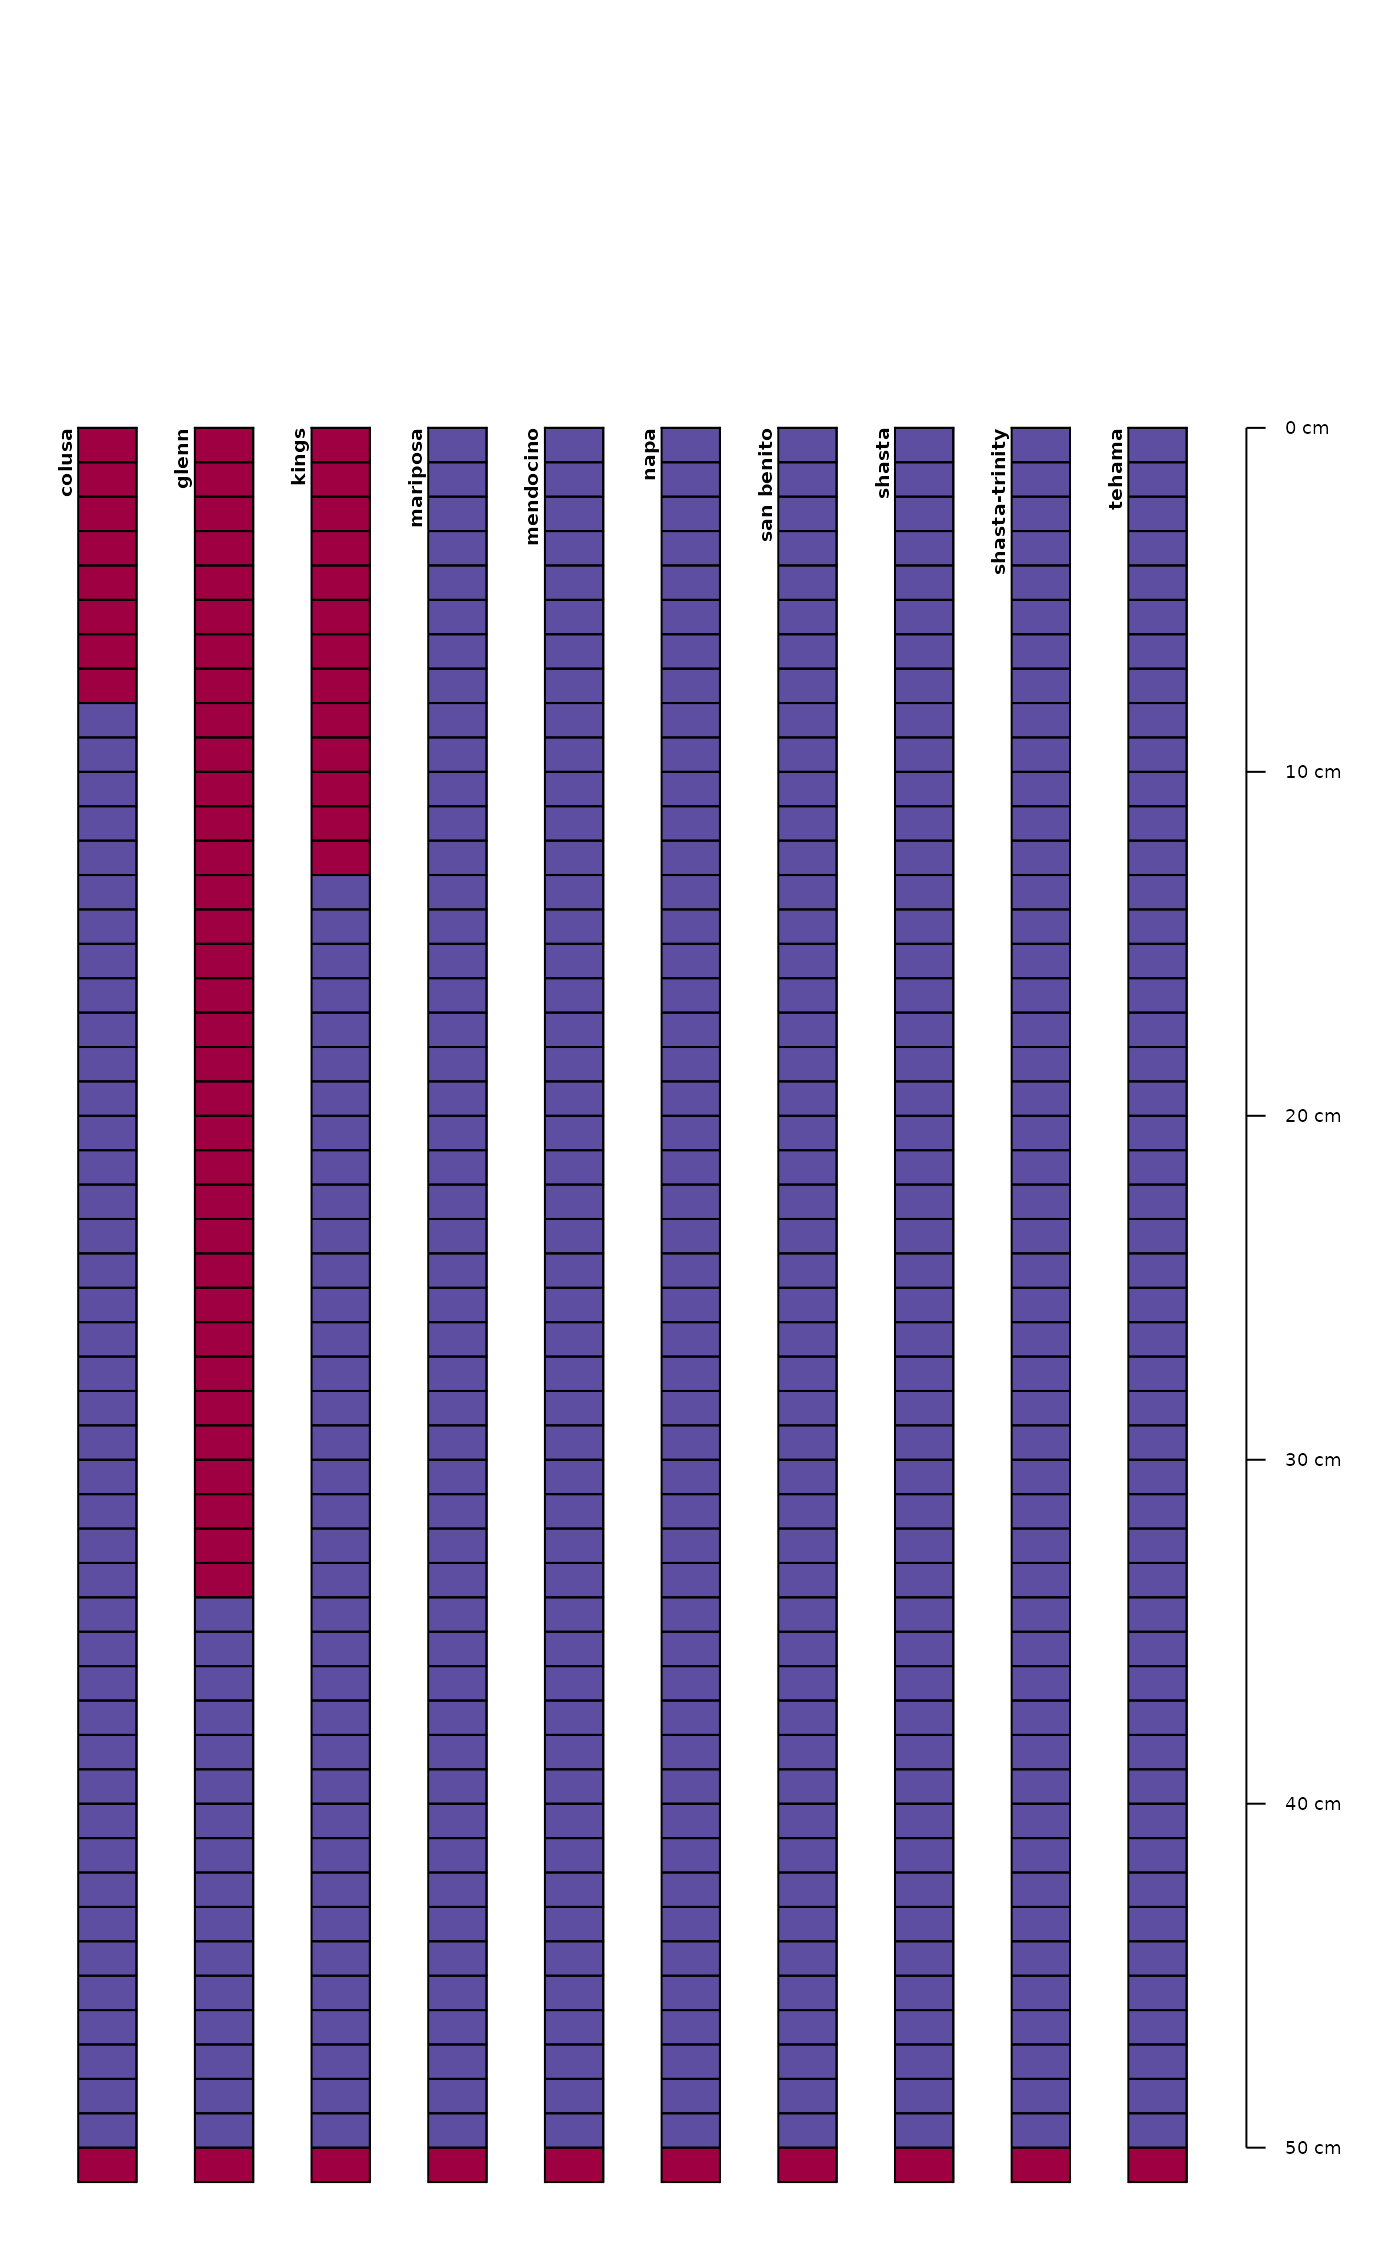 colusa
glenn
kings
mariposa
mendocino
napa
san benito
shasta
shasta-trinity
tehama
0 cm
10 cm
20 cm
30 cm
40 cm
50 cm